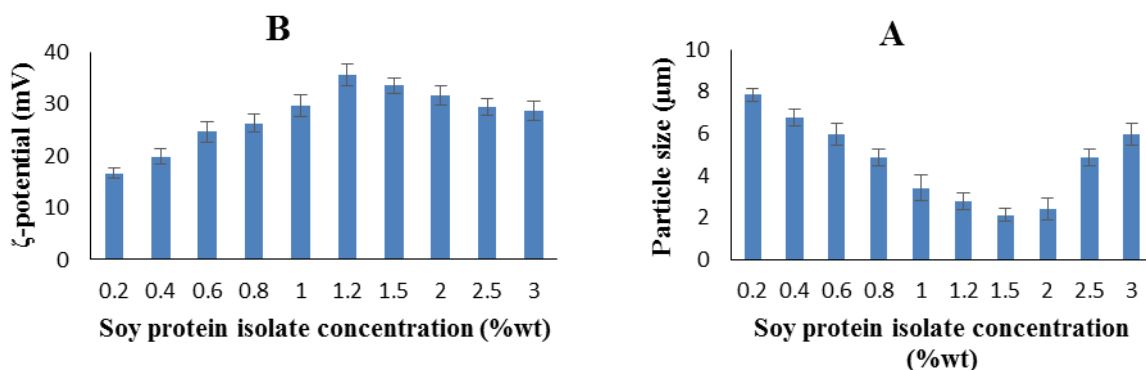 B
ζ-potential (mV)
40
30
20
10
0
0.2 0.4 0.6 0.8 1 1.2 1.5 2 2.5 3
Soy protein isolate concentration (%wt)
A
Particle size (µm)
10
8
6
4
2
0
0.2 0.4 0.6 0.8 1 1.2 1.5 2 2.5 3
Soy protein isolate concentration
(%wt)